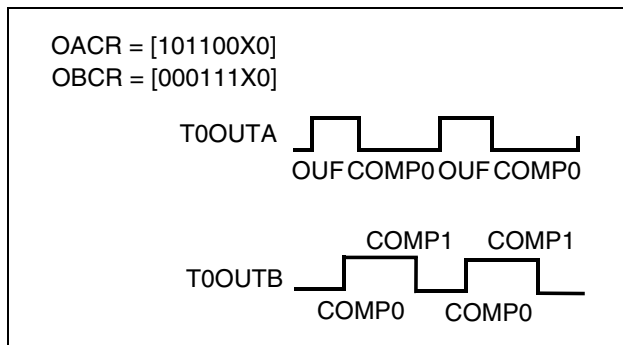 OACR = [101100X0]
OBCR = [000111X0]
T0OUTA
OUF COMP0 OUF COMP0
COMP1 COMP1
T0OUTB
COMP0 COMP0